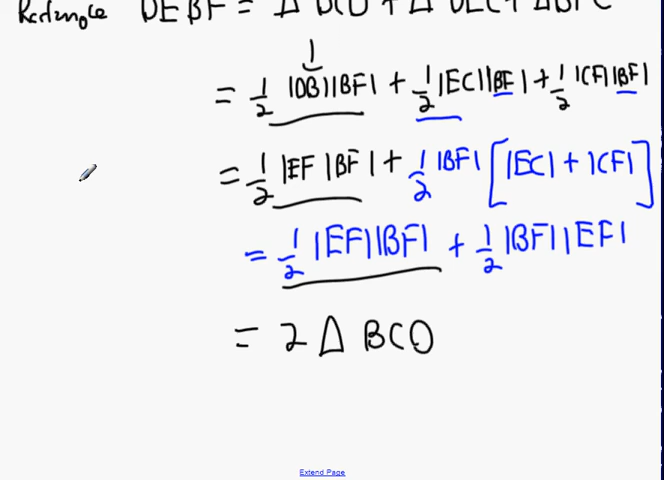 Rectangle DEBF = Δ BCD + Δ DEC + Δ BFC
= 1/2 |DB||BF| + 1/2 |EC||BF| + 1/2 |CF||BF|
= 1/2 |EF |BF| + 1/2 |BF| [|EC| + |CF|]
= 1/2 |EF||BF| + 1/2 |BF||EF|
= 2 Δ BCD
Extend Page